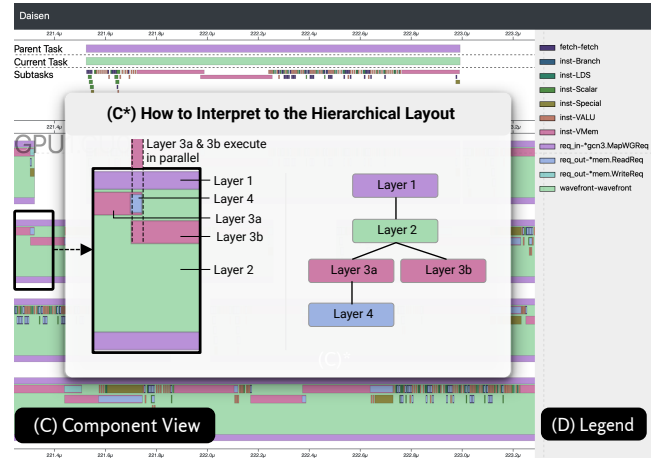 Daisen
221.4μ 221.6μ 221.8μ 222.0μ 222.2μ 222.4μ 222.6μ 222.8μ 223.0μ 223.2μ
Parent Task
Current Task
Subtasks
fetch-fetch
inst-Branch
inst-LDS
inst-Scalar
inst-Special
inst-VALU
inst-VMem
req_in-*gcn3.MapWGReq
req_out-*mem.ReadReq
req_out-*mem.WriteReq
wavefront-wavefront
(C*) How to Interpret to the Hierarchical Layout
221.4μ
223.2μ
GPU
Layer 3a & 3b execute
in parallel
Layer 1
Layer 4
Layer 3a
Layer 3b
Layer 2
Layer 1
Layer 2
Layer 3a Layer 3b
Layer 4
(C)
(C) Component View
(D) Legend
221.4μ 221.6μ 221.8μ 222.0μ 222.2μ 222.4μ 222.6μ 222.8μ 223.0μ 223.2μ